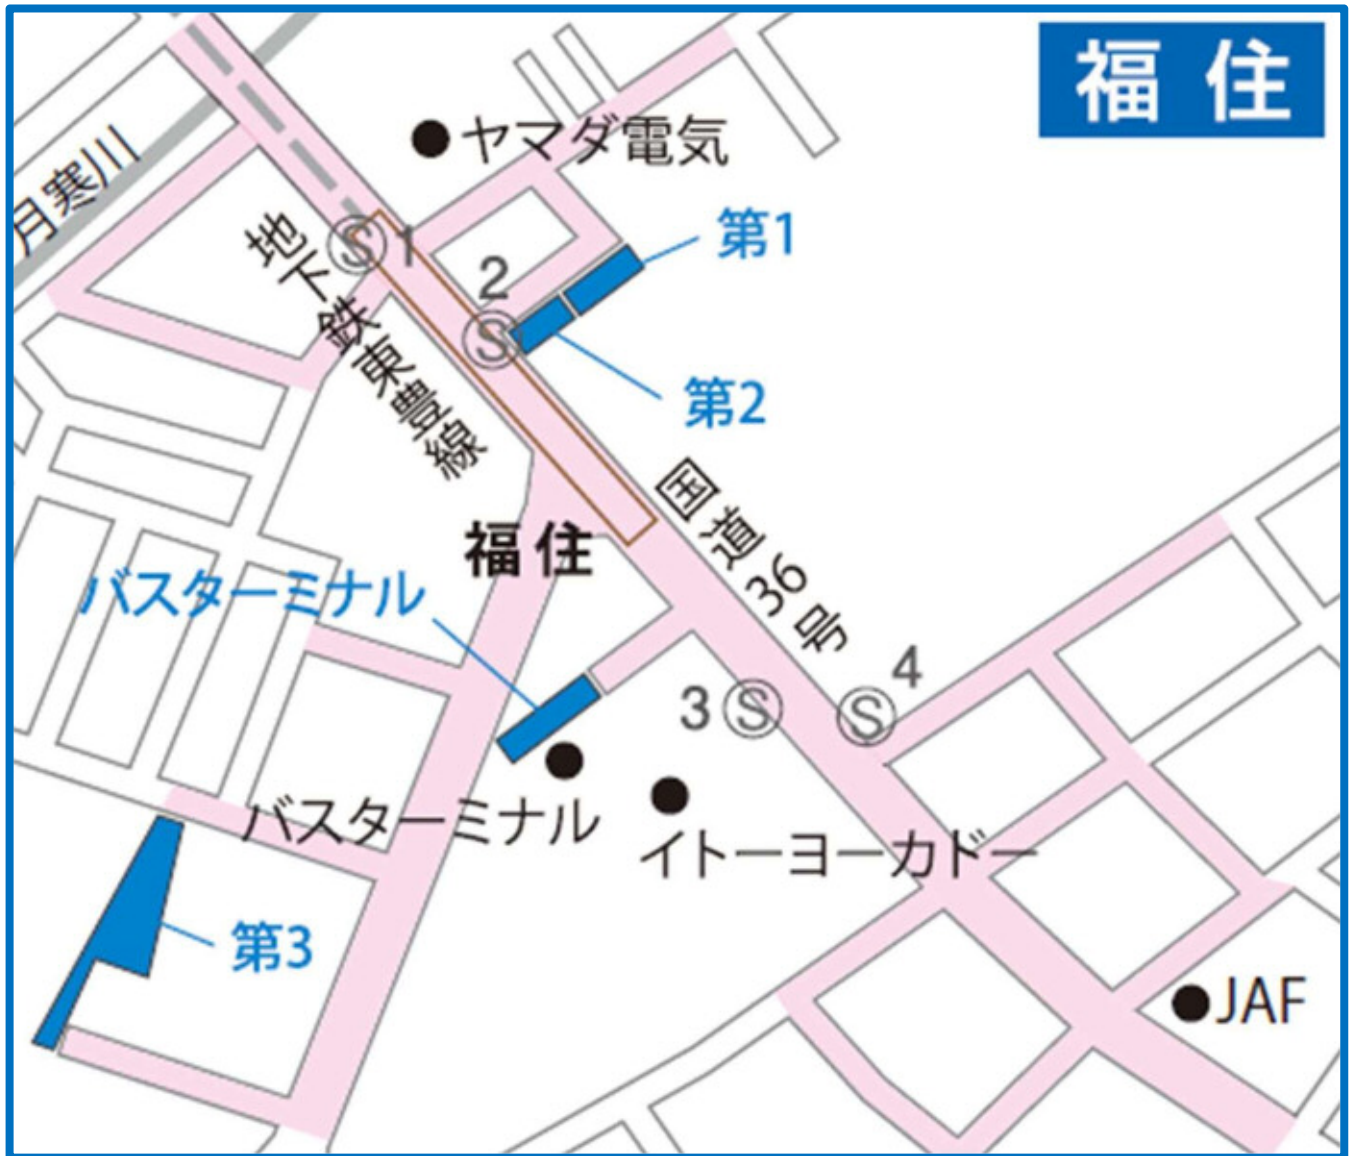 福住
ヤマダ電気
月寒川
第1
S 1
2
S
地下鉄東豊線
第2
国道36号
福住
バスターミナル
4
3 S
S
バスターミナル
イトーヨーカドー
第3
JAF